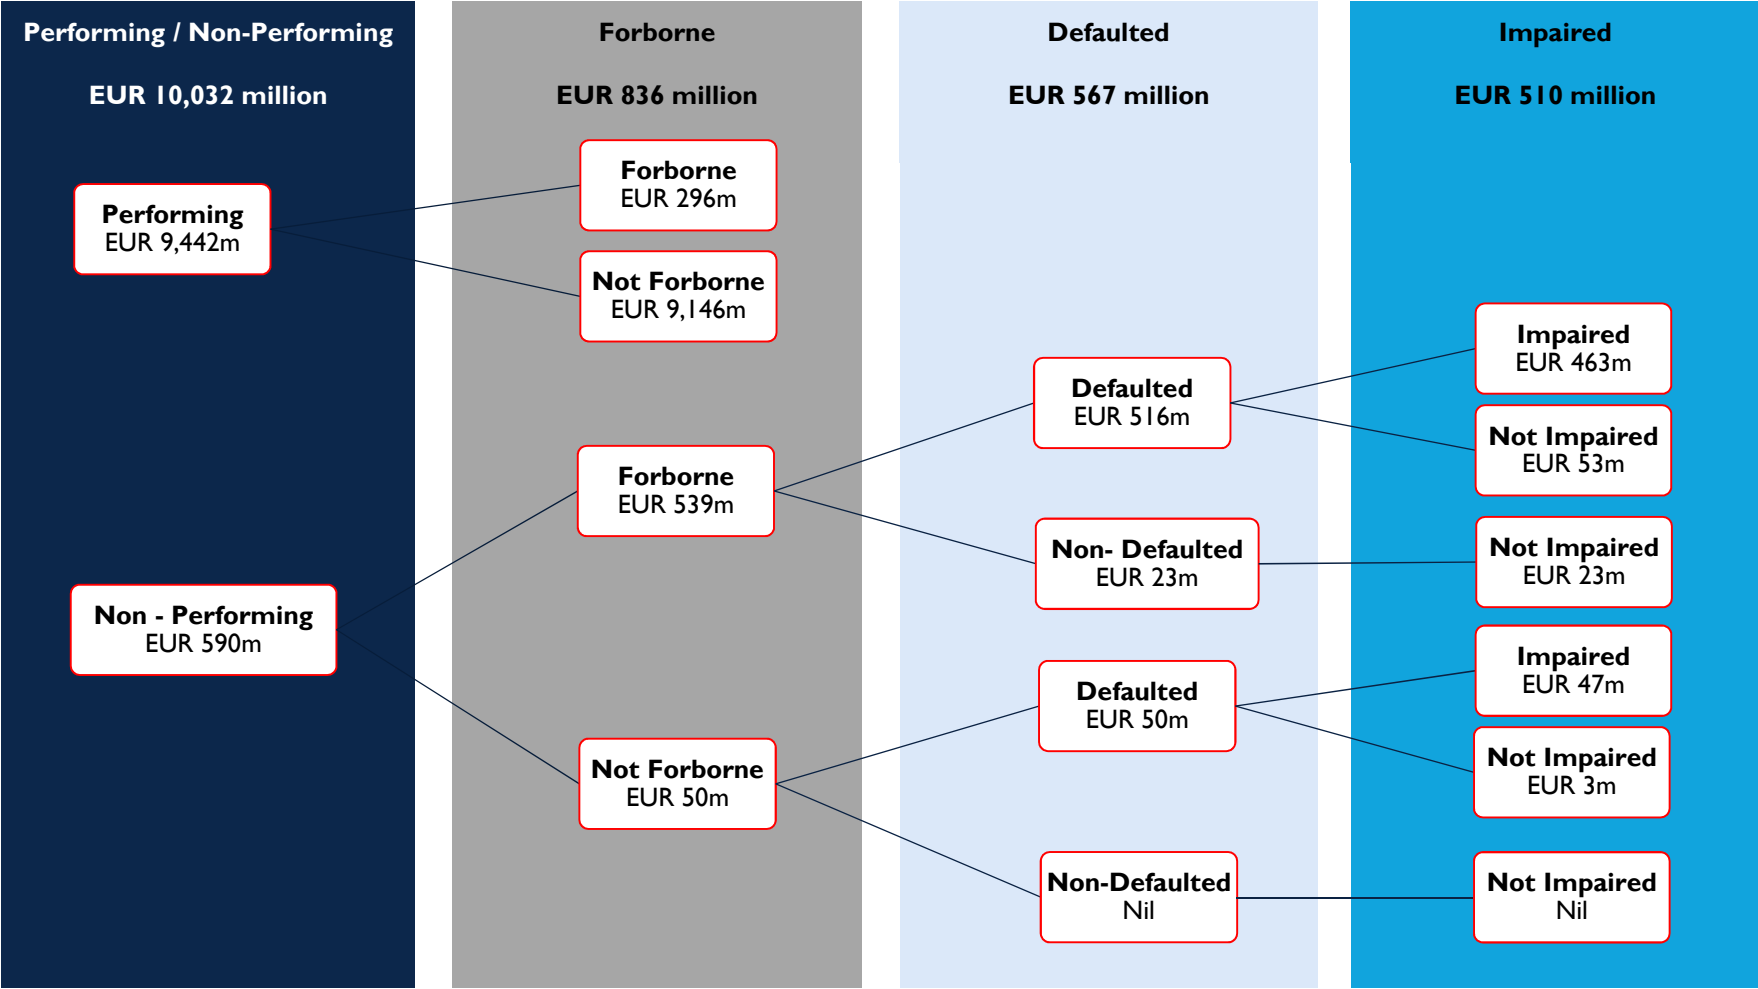 Performing / Non-Performing
EUR 10,032 million
Performing
EUR 9,442m
Non - Performing
EUR 590m
Forborne
EUR 836 million
Forborne
EUR 296m
Not Forborne
EUR 9,146m
Forborne
EUR 539m
Not Forborne
EUR 50m
Defaulted
EUR 567 million
Defaulted
EUR 516m
Non- Defaulted
EUR 23m
Defaulted
EUR 50m
Non-Defaulted
Nil
Impaired
EUR 510 million
Impaired
EUR 463m
Not Impaired
EUR 53m
Not Impaired
EUR 23m
Impaired
EUR 47m
Not Impaired
EUR 3m
Not Impaired
Nil